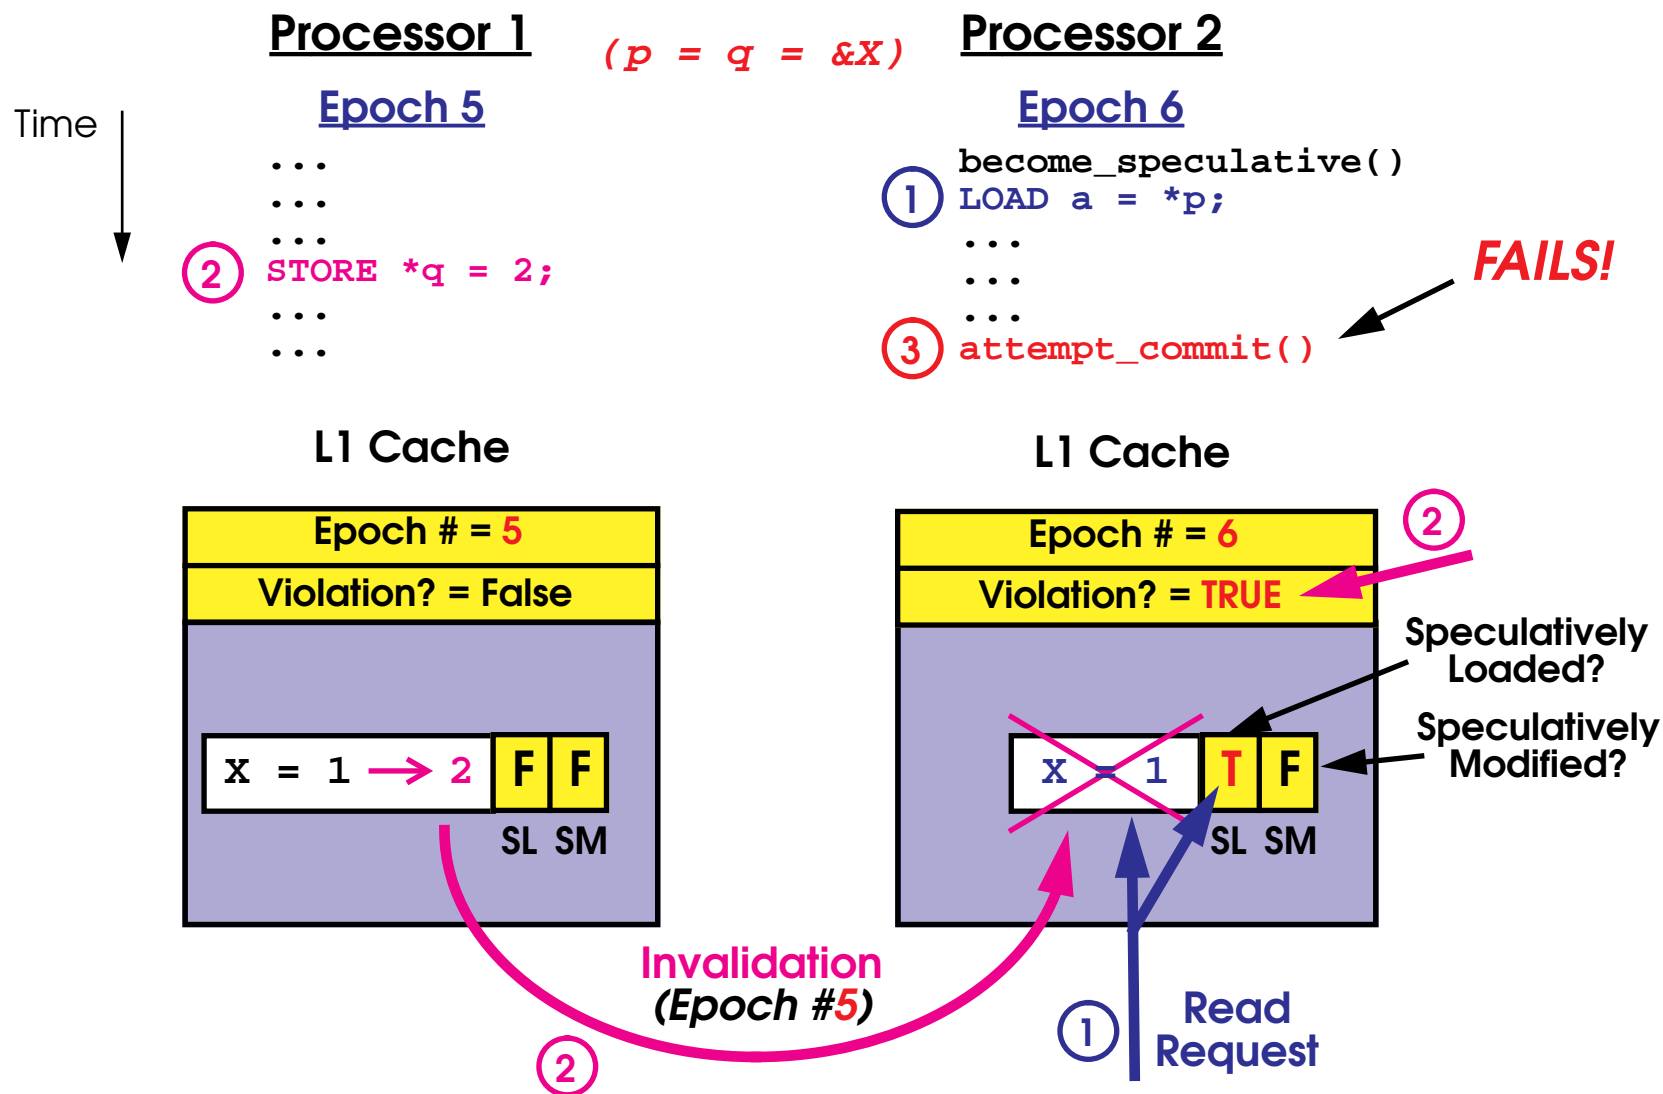 Processor 1
(p = q = &X)
Processor 2
Epoch 5
Epoch 6
Time
...
...
...
2 STORE *q = 2;
...
...
become_speculative()
1 LOAD a = *p;
...
...
...
3 attempt_commit()
FAILS!
L1 Cache
L1 Cache
Epoch # = 5
Violation? = False
X = 1 → 2 F F
SL SM
Epoch # = 6
Violation? = TRUE
2
Speculatively
Loaded?
Speculatively
Modified?
X = 1 T F
SL SM
Invalidation
(Epoch #5)
2
1
Read
Request